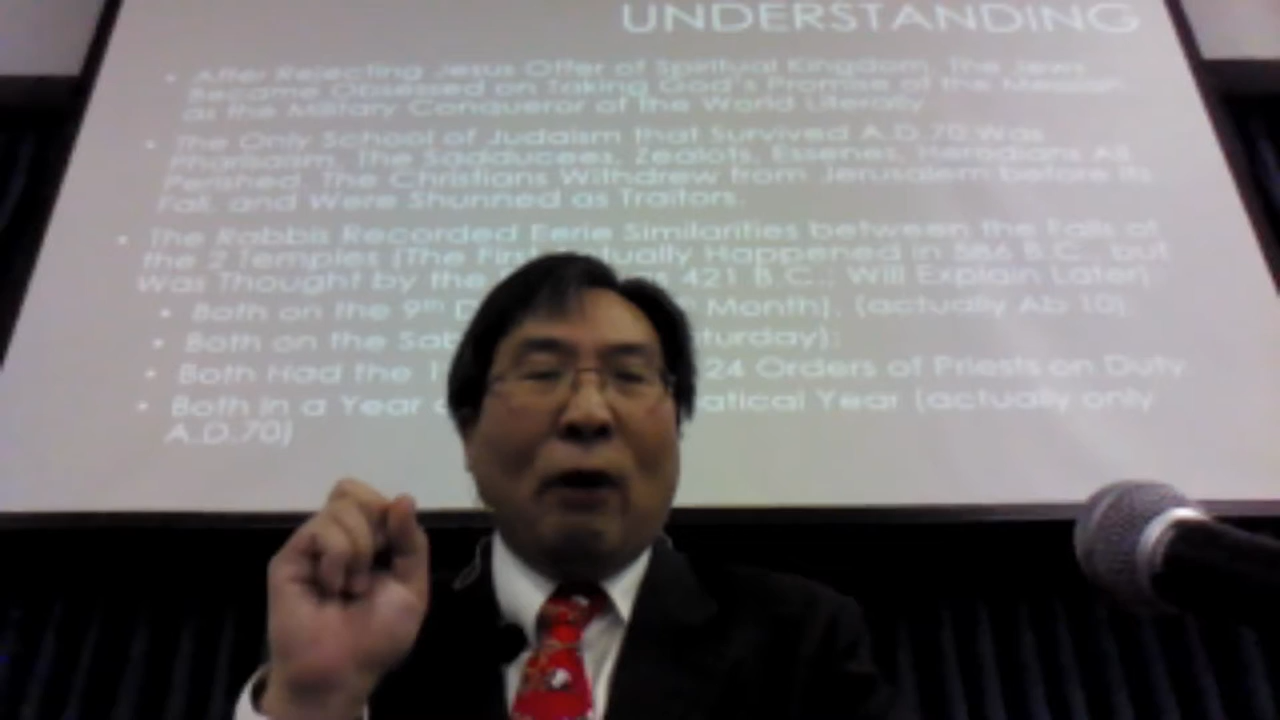 UNDERSTANDING
• After Rejecting Jesus Offer of Spiritual Kingdom, The Jews
Became Obsessed on Taking God's Promise of the Messiah
as the Military Conqueror of the World Literally
• The Only School of Judaism that Survived A.D.70 Was
Pharisaism. The Sadducees, Zealots, Essenes, Herodians All
Perished. The Christians Withdrew from Jerusalem before its
Fall, and Were Shunned as Traitors.
• The Rabbis Recorded Eerie Similarities between the Falls of
the 2 Temples (The First Actually Happened in 586 B.C., but
Was Thought by the 421 B.C.; Will Explain Later)
• Both on the 9th Month), (actually Ab 10);
• Both on the Sab turday);
• Both Had the 1 24 Orders of Priests on Duty
• Both in a Year atical Year (actually only
A.D.70)